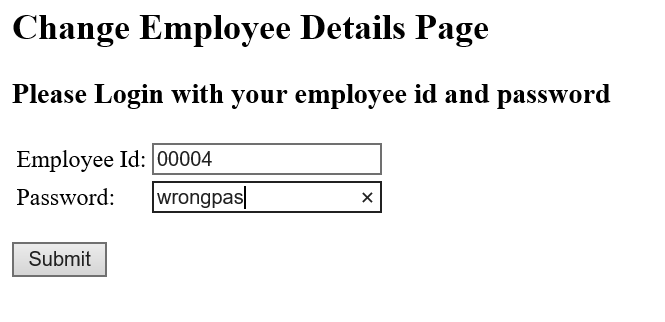 Change Employee Details Page
Please Login with your employee id and password
Employee Id: 00004
Password: wrongpas
Submit